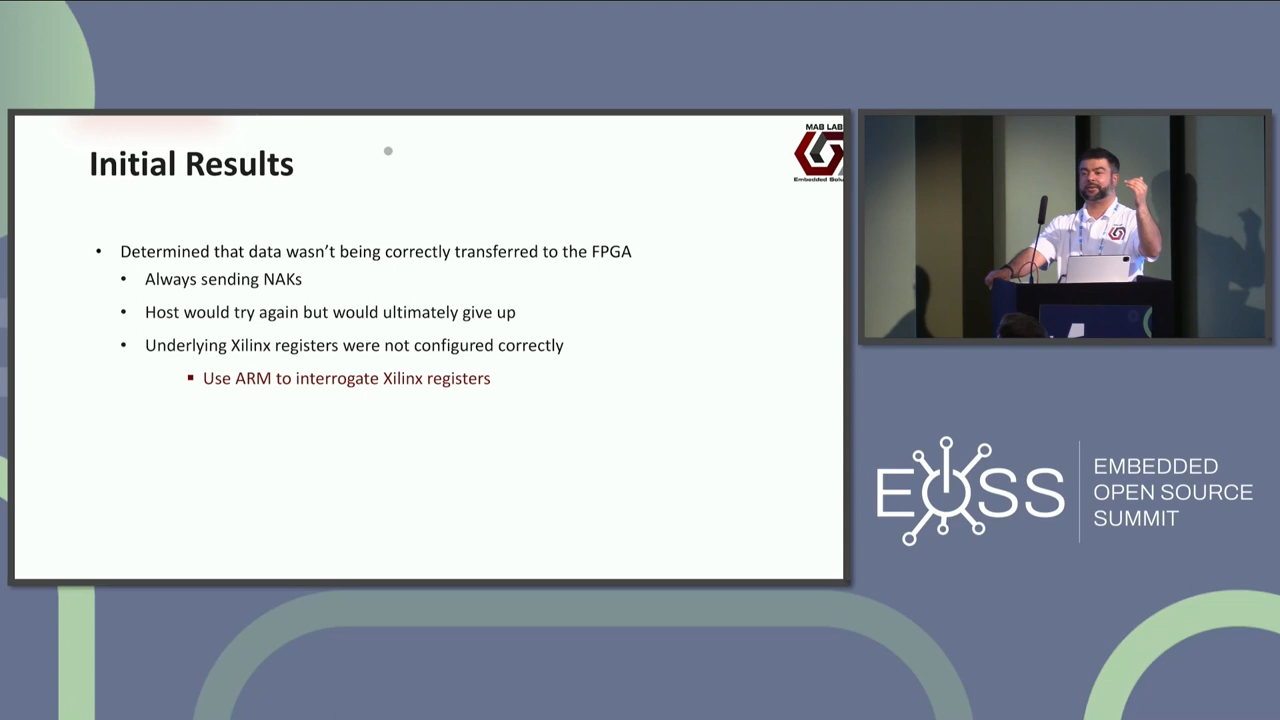 Initial Results
MAB LAB
Embedded Solu
• Determined that data wasn't being correctly transferred to the FPGA
• Always sending NAKs
• Host would try again but would ultimately give up
• Underlying Xilinx registers were not configured correctly
▪ Use ARM to interrogate Xilinx registers
EOSS
EMBEDDED
OPEN SOURCE
SUMMIT